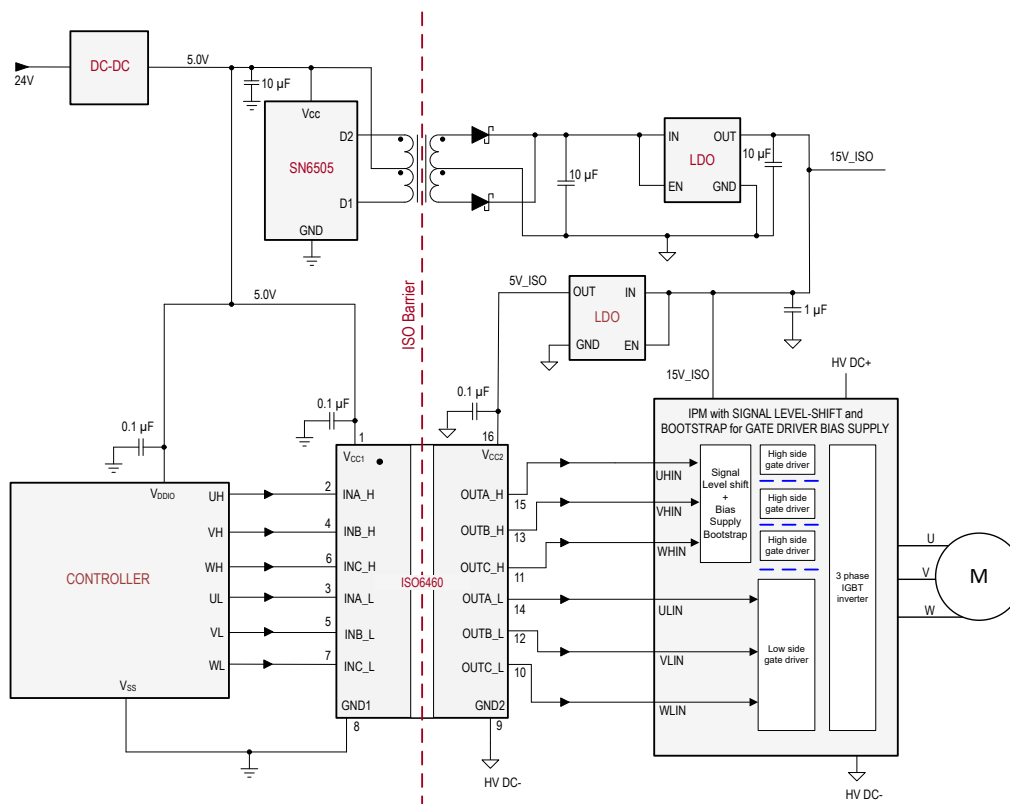 24V
DC-DC
5.0V
10 µF
Vcc
D2
SN6505
D1
GND
ISO Barrier
10 µF
IN
OUT
LDO
EN
GND
10 µF
15V_ISO
5.0V
5V_ISO
OUT
IN
LDO
GND
EN
1 µF
15V_ISO
HV DC+
0.1 µF
0.1 µF
0.1 µF
1
16
VDDIO
CONTROLLER
UH
VH
WH
UL
VL
WL
VSS
2
4
6
3
5
7
VCC1
INA_H
INB_H
INC_H
INA_L
INB_L
INC_L
GND1
8
ISO6460
VCC2
OUTA_H
OUTB_H
OUTC_H
OUTA_L
OUTB_L
OUTC_L
GND2
9
15
13
11
14
12
10
HV DC-
IPM with SIGNAL LEVEL-SHIFT and
BOOTSTRAP for GATE DRIVER BIAS SUPPLY
UHIN
VHIN
WHIN
ULIN
VLIN
WLIN
Signal
Level shift
+
Bias
Supply
Bootstrap
High side
gate driver
High side
gate driver
High side
gate driver
Low side
gate driver
3 phase
IGBT
inverter
U
V
W
M
HV DC-